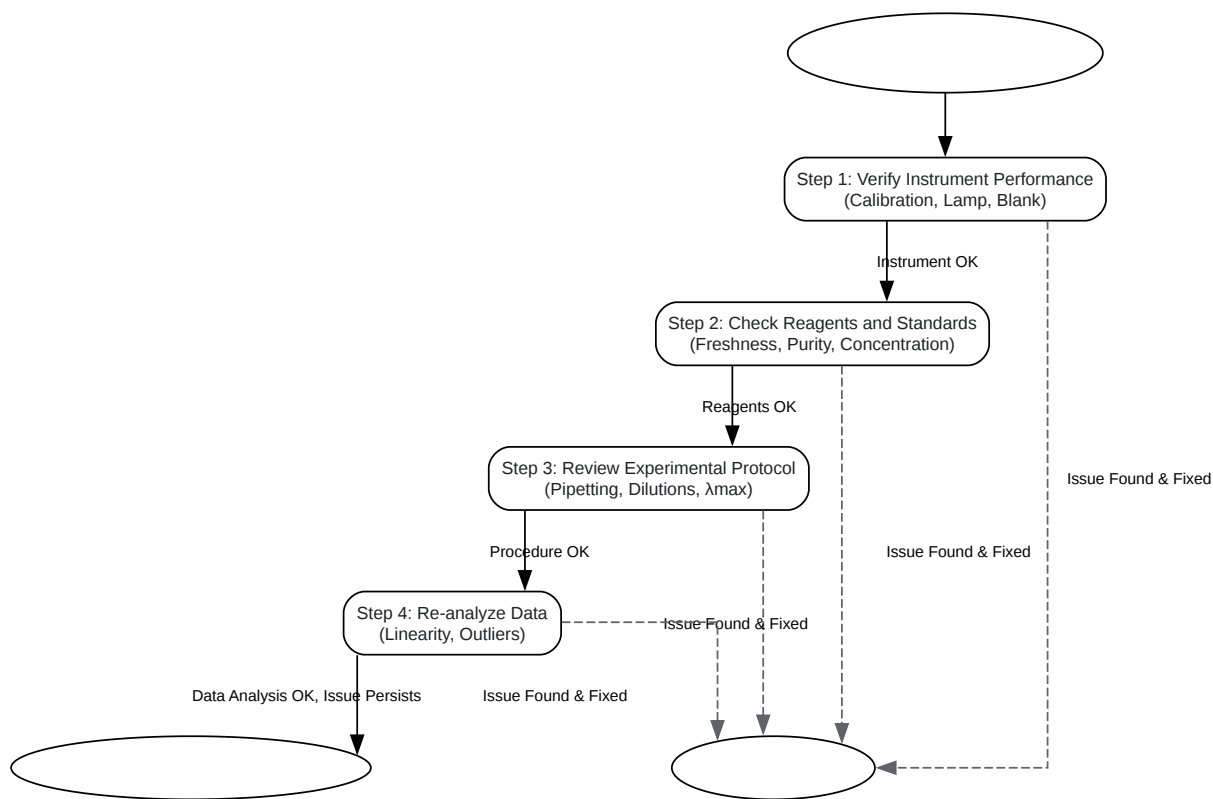 Step 1: Verify Instrument Performance
(Calibration, Lamp, Blank)
Instrument OK
Step 2: Check Reagents and Standards
(Freshness, Purity, Concentration)
Reagents OK
Step 3: Review Experimental Protocol
(Pipetting, Dilutions, λmax)
Issue Found & Fixed
Procedure OK
Issue Found & Fixed
Step 4: Re-analyze Data
(Linearity, Outliers)
Issue Found & Fixed
Data Analysis OK, Issue Persists
Issue Found & Fixed